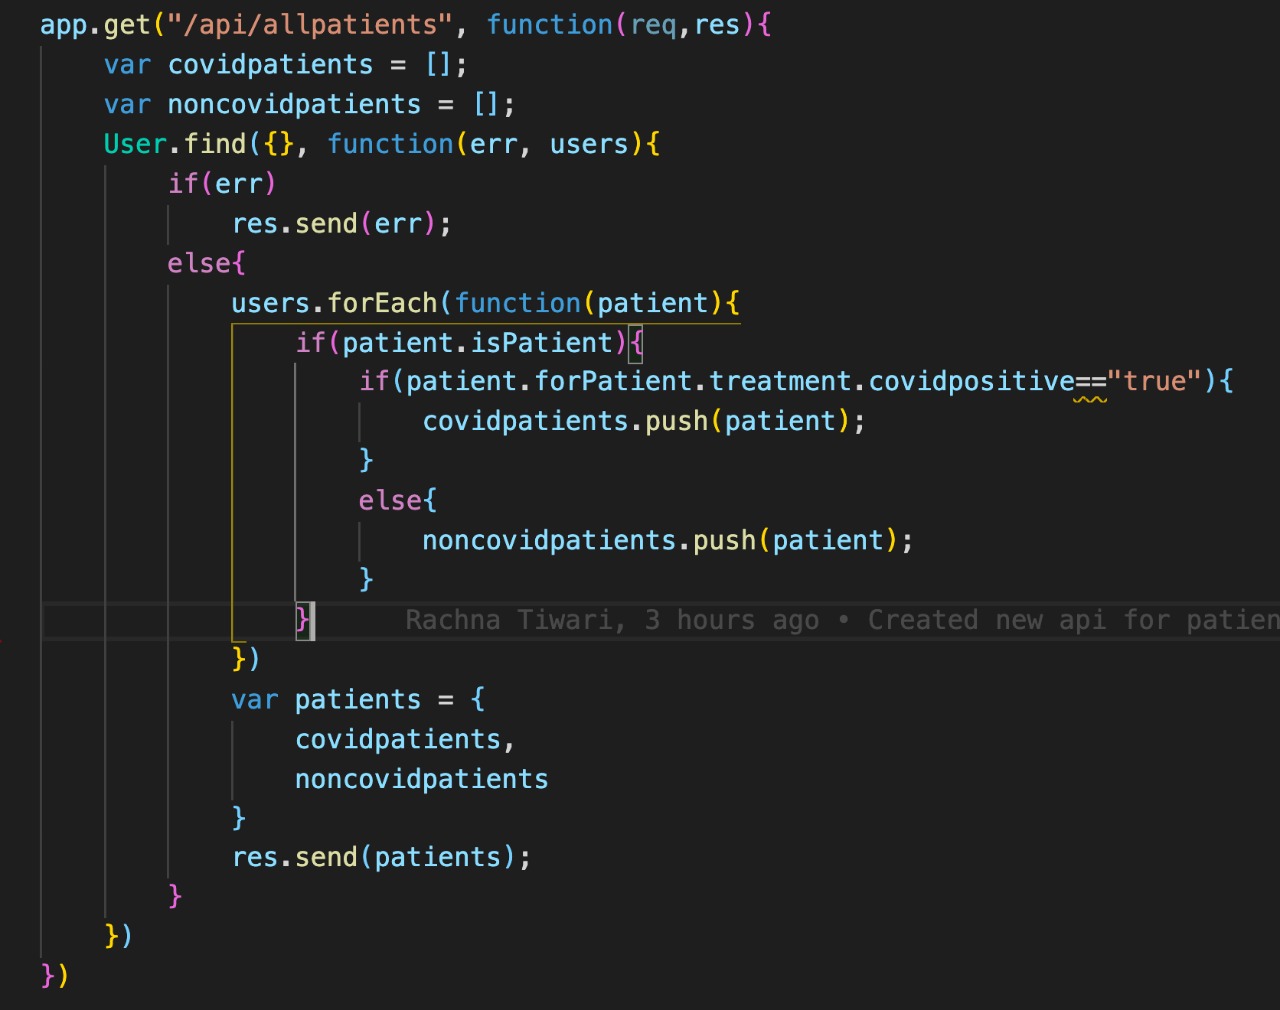 app.get("/api/allpatients", function(req,res){
    var covidpatients = [];
    var noncovidpatients = [];
    User.find({}, function(err, users){
        if(err)
            res.send(err);
        else{
            users.forEach(function(patient){
                if(patient.isPatient){
                    if(patient.forPatient.treatment.covidpositive=="true"){
                        covidpatients.push(patient);
                    }
                    else{
                        noncovidpatients.push(patient);
                    }
                }      Rachna Tiwari, 3 hours ago • Created new api for patien
            })
            var patients = {
                covidpatients,
                noncovidpatients
            }
            res.send(patients);
        }
    })
})